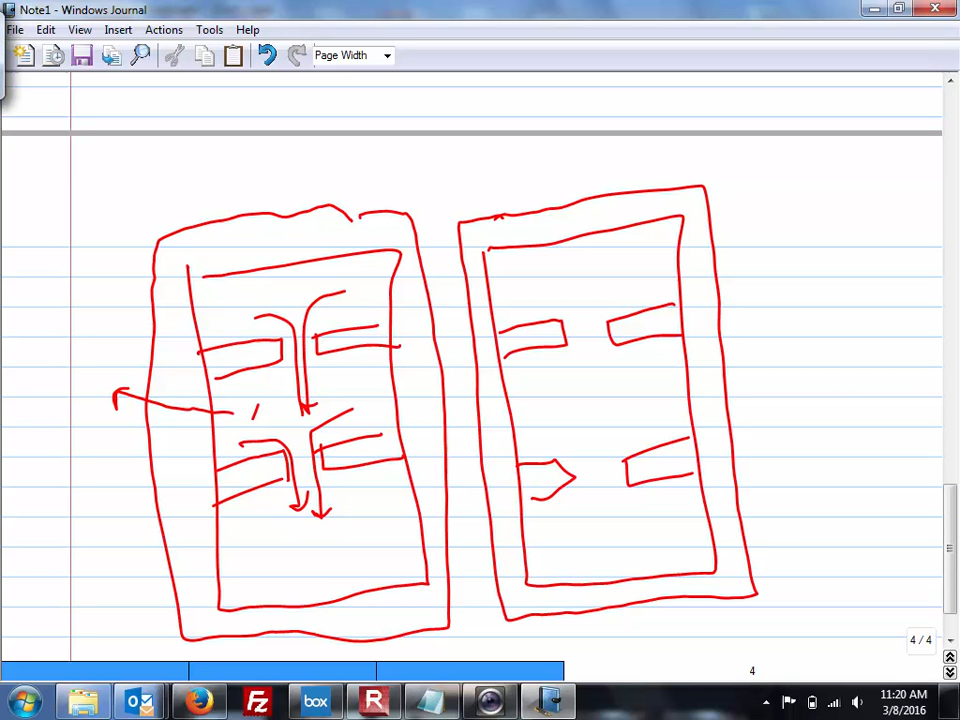 Note1 - Windows Journal
File Edit View Insert Actions Tools Help
Page Width
4 / 4
4
box
R
11:20 AM
3/8/2016